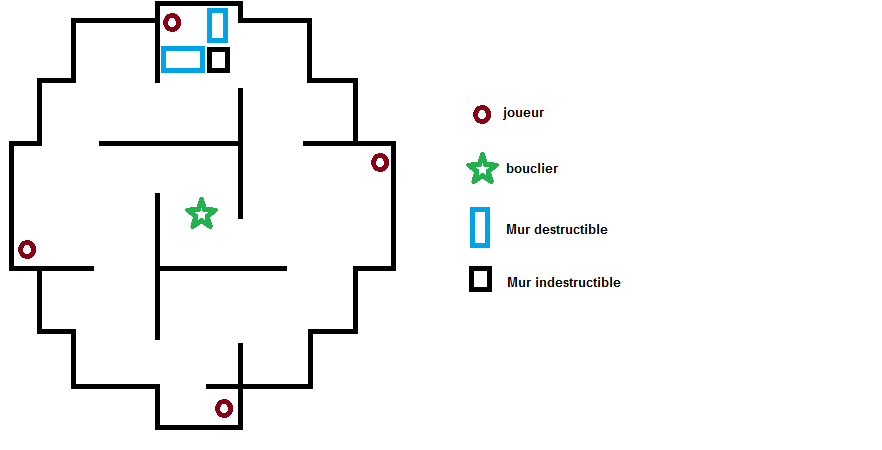 joueur
bouclier
Mur destructible
Mur indestructible